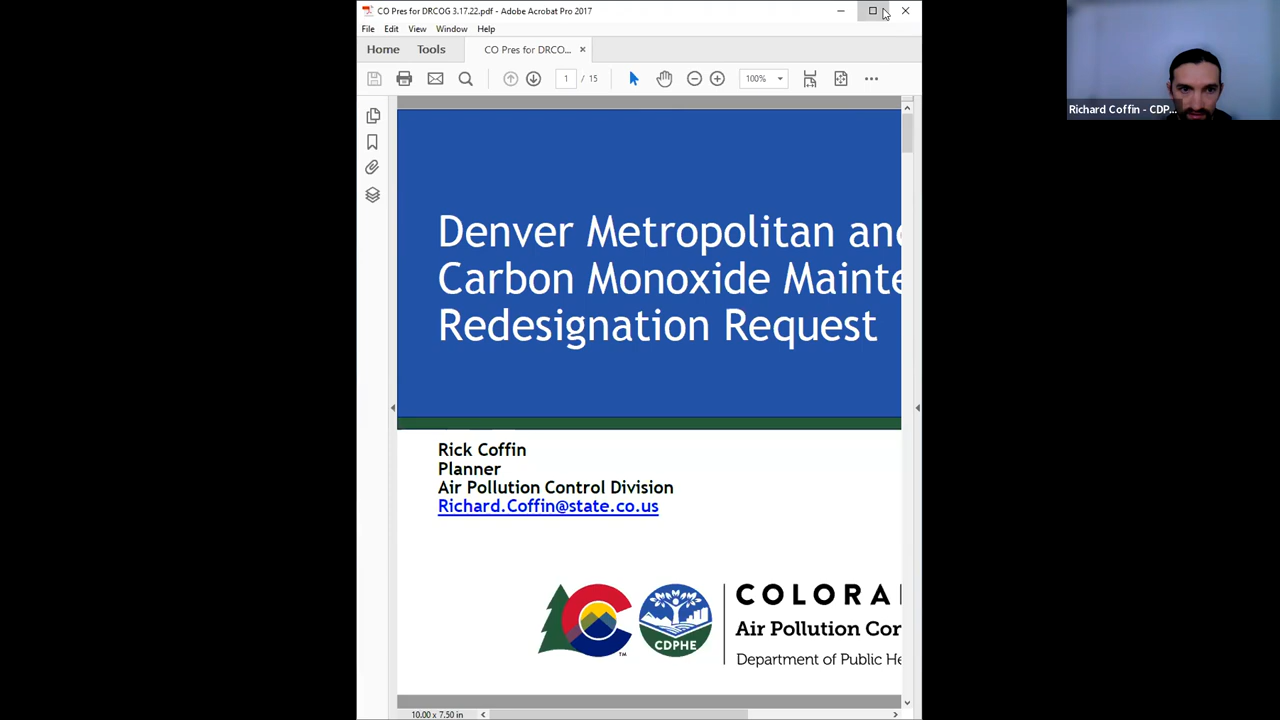 CO Pres for DRCOG 3.17.22.pdf - Adobe Acrobat Pro 2017
File Edit View Window Help
Home Tools CO Pres for DRCO... ×
1 / 15 100%
Richard Coffin - CDP...
Denver Metropolitan and
Carbon Monoxide Mainte
Redesignation Request
Rick Coffin
Planner
Air Pollution Control Division
Richard.Coffin@state.co.us
CDPHE
COLORA
Air Pollution Cor
Department of Public He
10.00 x 7.50 in